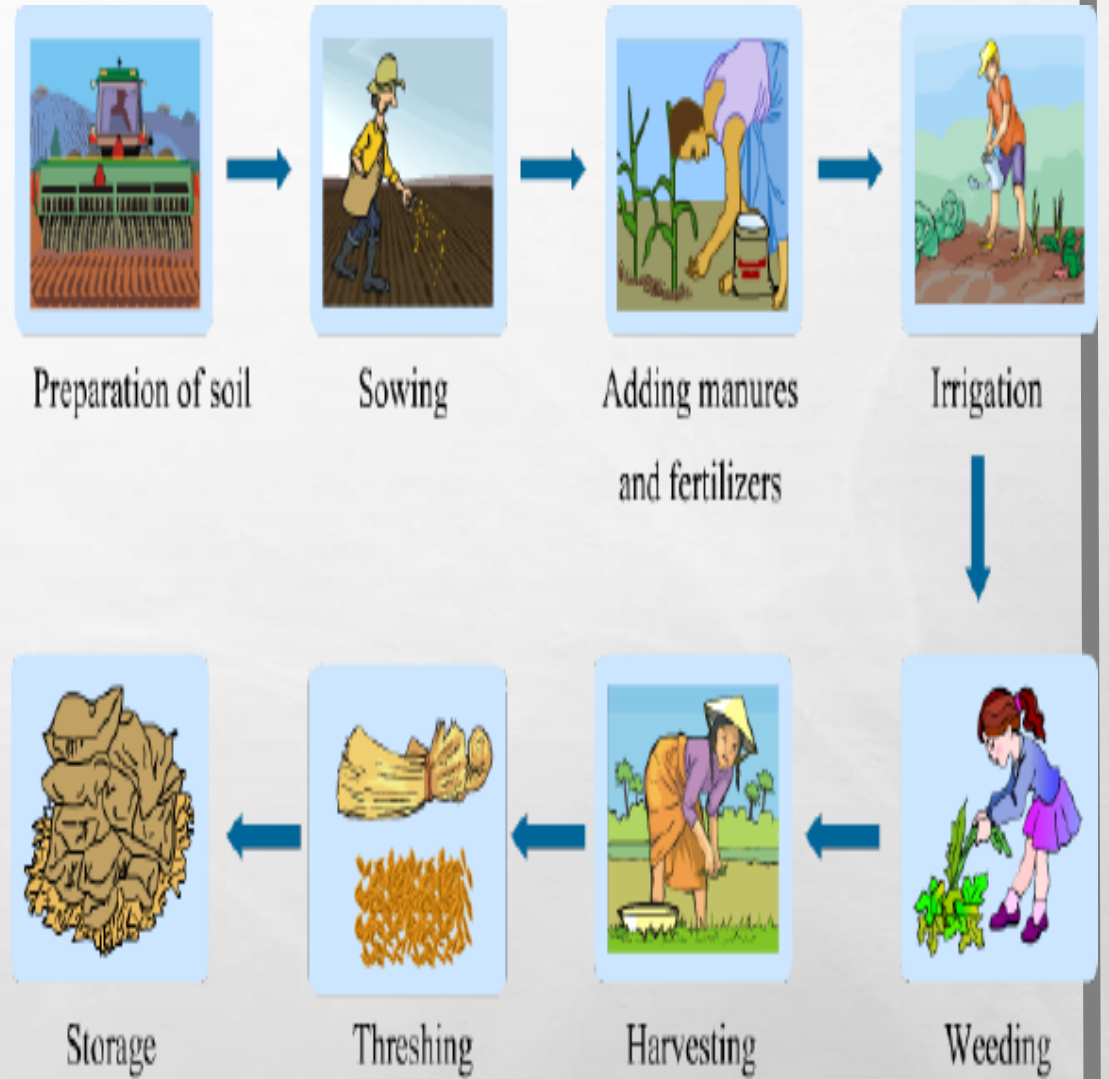 Preparation of soil
Sowing
Adding manures
and fertilizers
Irrigation
Weeding
Harvesting
Threshing
Storage